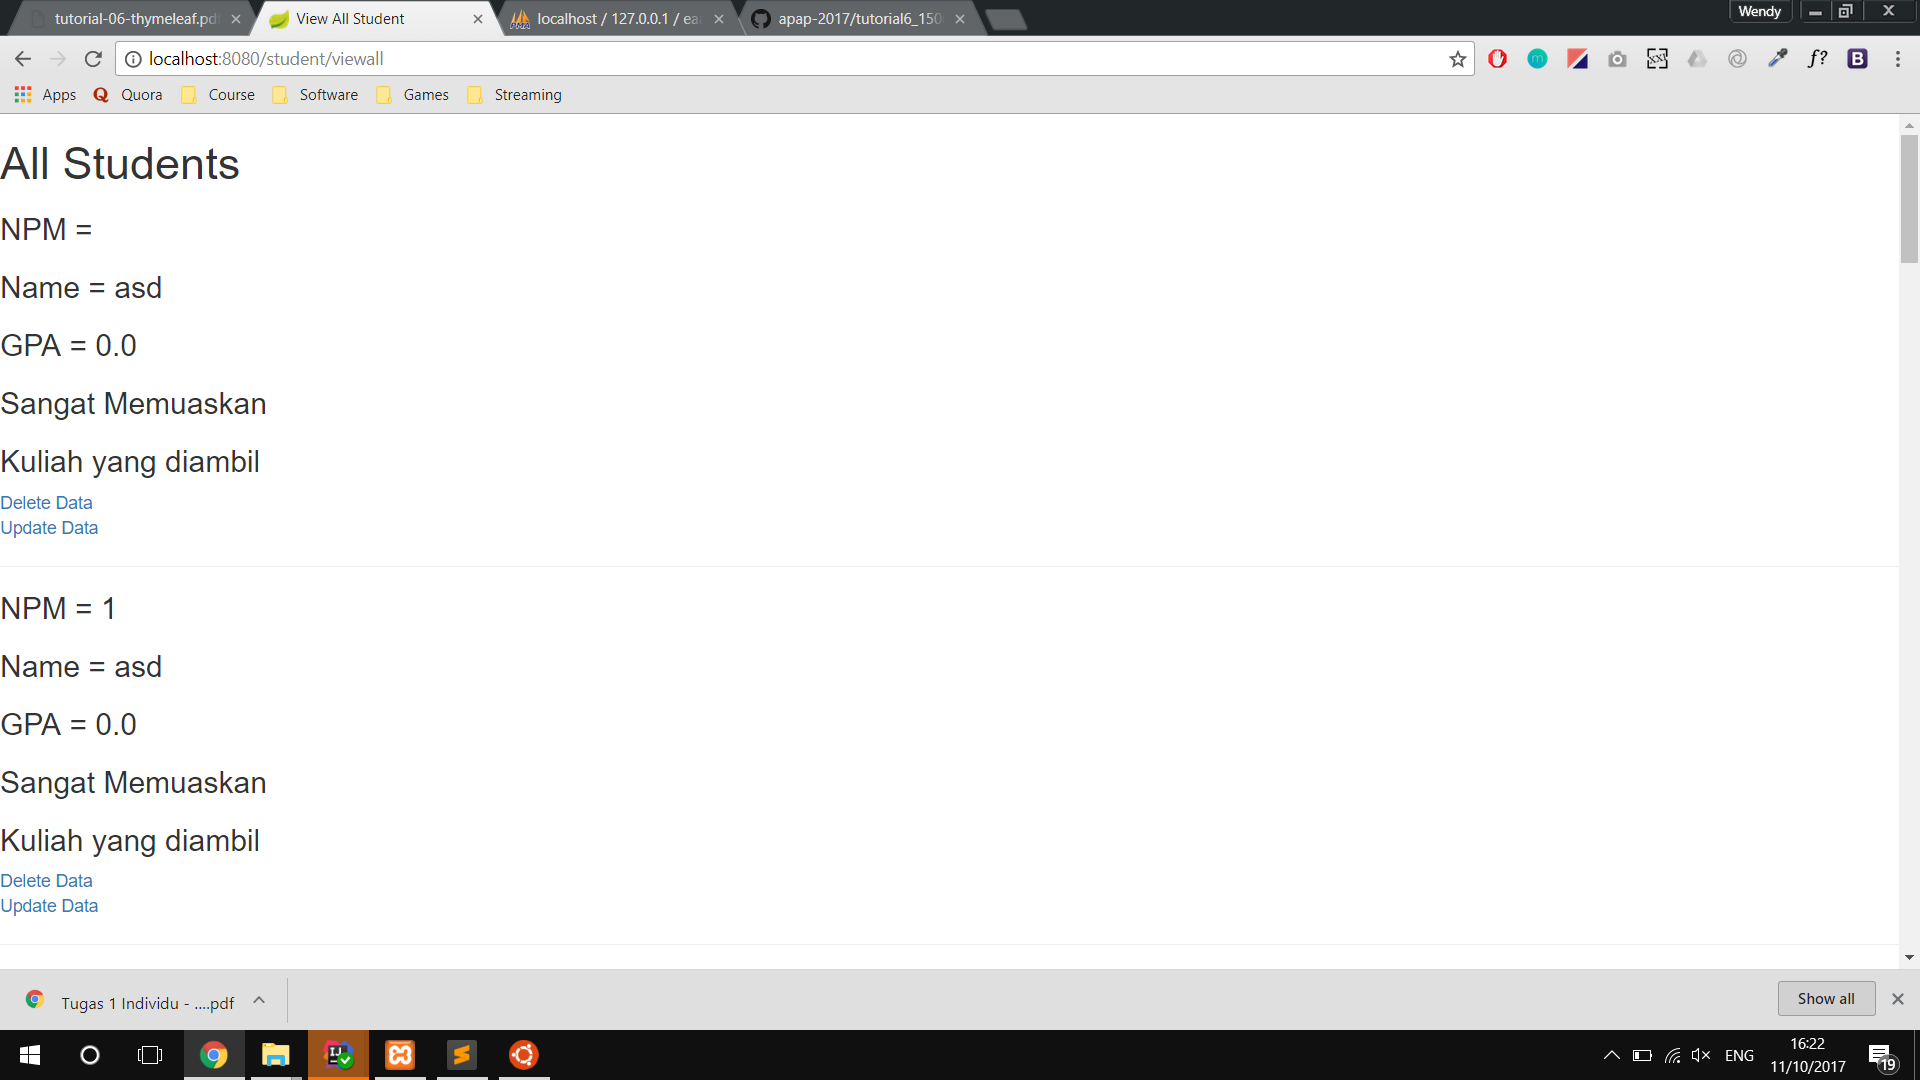 tutorial-06-thymeleaf.pdf
View All Student
localhost / 127.0.0.1 / ea
apap-2017/tutorial6_150
Wendy
localhost:8080/student/viewall
Apps
Quora
Course
Software
Games
Streaming
All Students
NPM =
Name = asd
GPA = 0.0
Sangat Memuaskan
Kuliah yang diambil
Delete Data
Update Data
NPM = 1
Name = asd
GPA = 0.0
Sangat Memuaskan
Kuliah yang diambil
Delete Data
Update Data
Tugas 1 Individu - ....pdf
Show all
ENG
16:22
11/10/2017
19